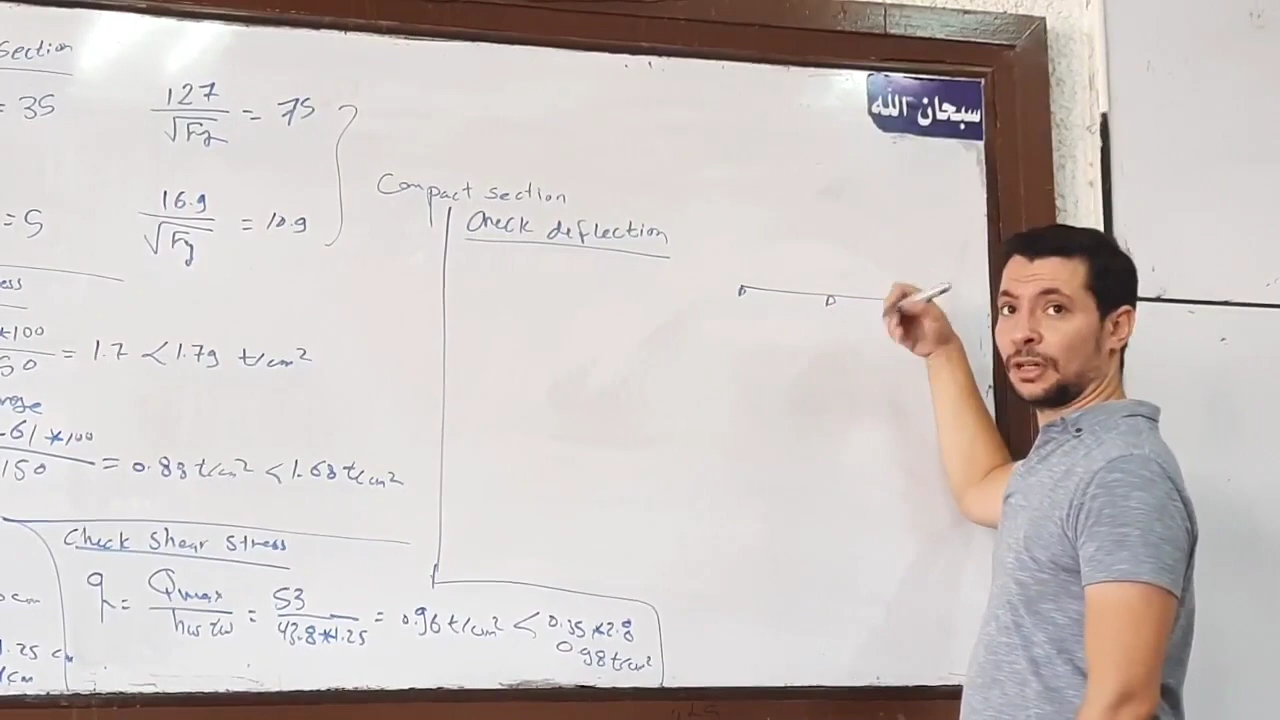 Section
= 35
127
√Fy
= 75
Compact section
= 5
16.9
√Fy
= 10.9
Check deflection
*100
= 1.7 < 1.79 t/cm²
*100
150
= 0.88 t/cm² < 1.68 t/cm²
Check Shear Stress
q = Qmax
hw tw
= 53
43.8*1.25
= 0.96 t/cm² < 0.35 * 2.8
0.98 t/cm²
سبحان الله